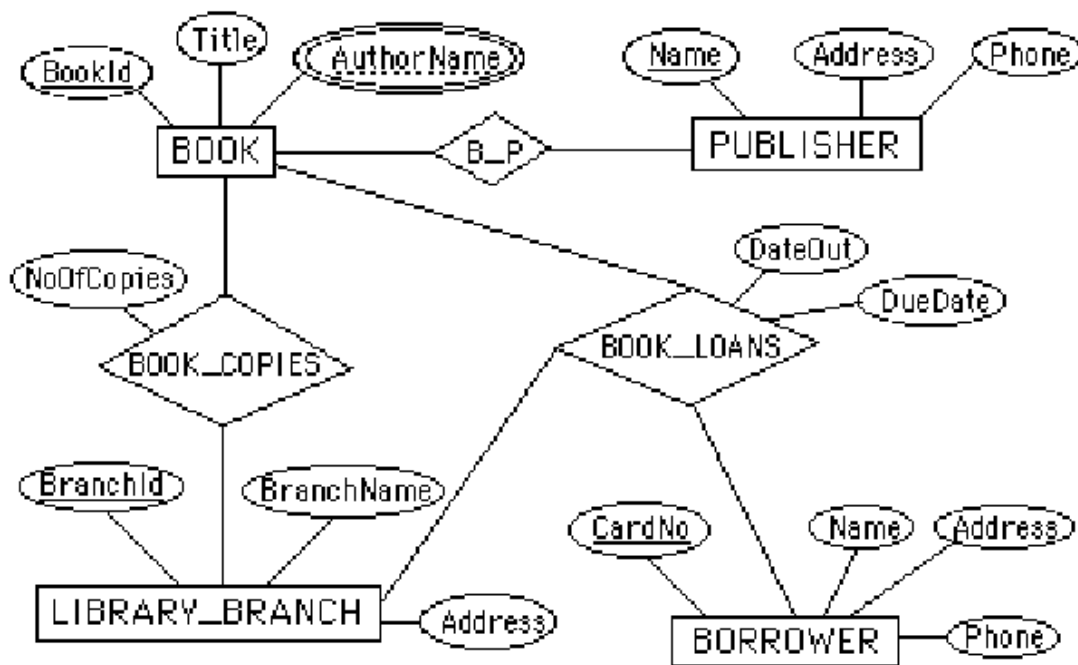 Title
BookId
AuthorName
Name
Address
Phone
BOOK
B_P
PUBLISHER
DateOut
NoOfCopies
DueDate
BOOK_COPIES
BOOK_LOANS
BranchId
BranchName
CardNo
Name
Address
LIBRARY_BRANCH
Address
BORROWER
Phone